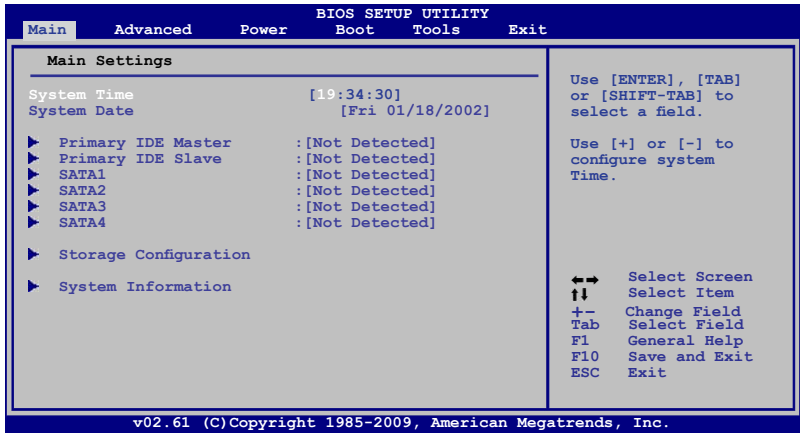 BIOS SETUP UTILITY
Main Advanced Power Boot Tools Exit
Main Settings
System Time [19:34:30]
System Date [Fri 01/18/2002]
Primary IDE Master :[Not Detected]
Primary IDE Slave :[Not Detected]
SATA1 :[Not Detected]
SATA2 :[Not Detected]
SATA3 :[Not Detected]
SATA4 :[Not Detected]
Storage Configuration
System Information
Use [ENTER], [TAB]
or [SHIFT-TAB] to
select a field.
Use [+] or [-] to
configure system
Time.
←→ Select Screen
↑↓ Select Item
+- Change Field
Tab Select Field
F1 General Help
F10 Save and Exit
ESC Exit
v02.61 (C)Copyright 1985-2009, American Megatrends, Inc.